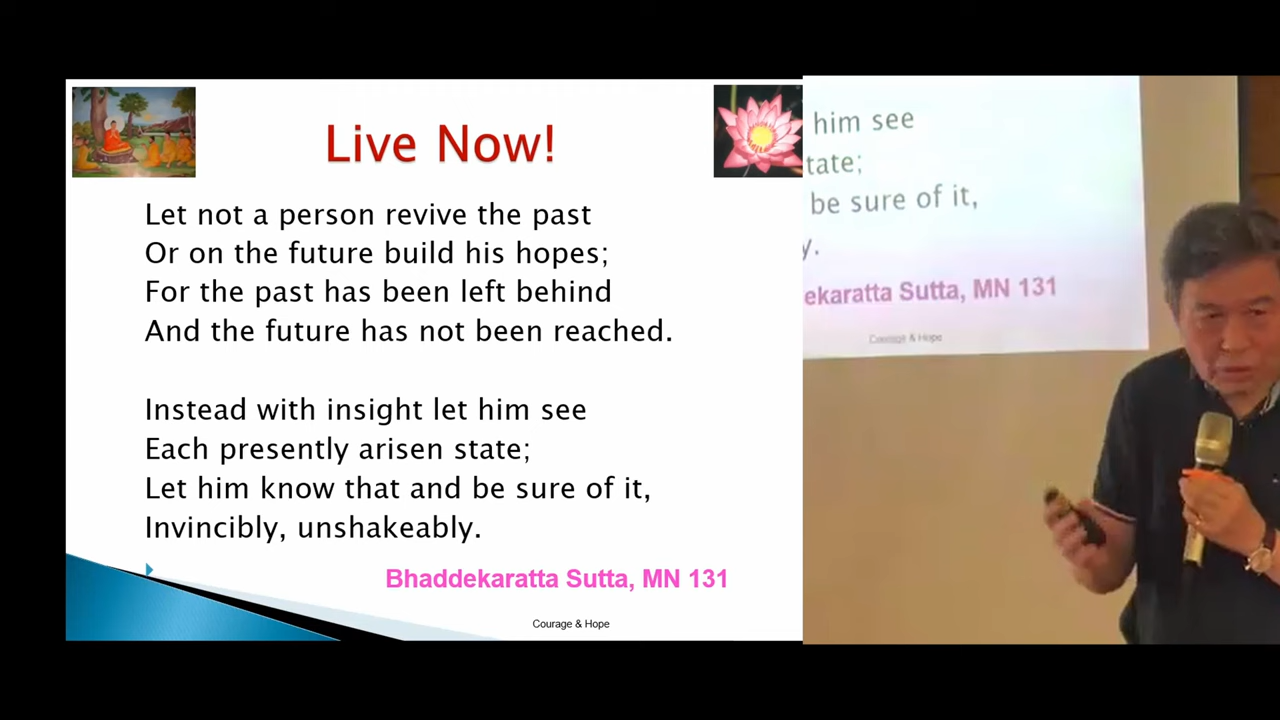 Live Now!
Let not a person revive the past
Or on the future build his hopes;
For the past has been left behind
And the future has not been reached.
Instead with insight let him see
Each presently arisen state;
Let him know that and be sure of it,
Invincibly, unshakeably.
Bhaddekaratta Sutta, MN 131
Courage & Hope
him see
tate;
be sure of it,
y.
ekaratta Sutta, MN 131
Courage & Hope